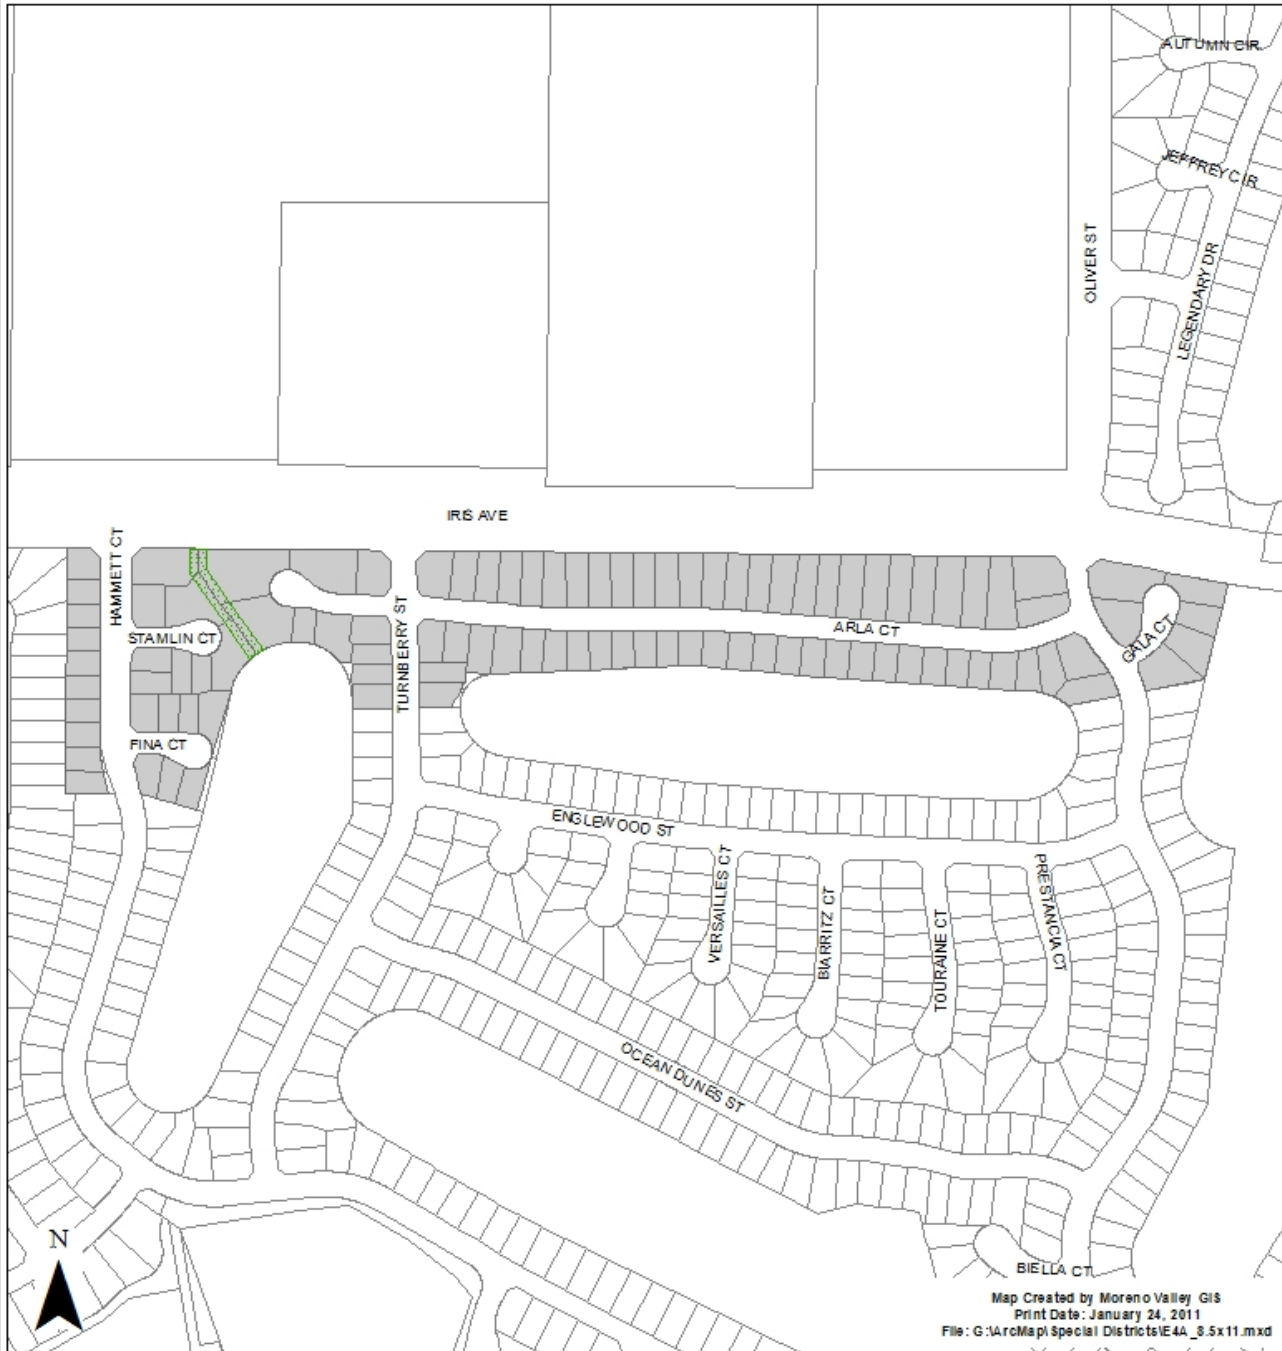 AUTUMN CIR
JEFFREY CIR
OLIVER ST
LEGENDARY DR
IRIS AVE
HAMMETT CT
STAMLIN CT
TURNBERRY ST
ARLA CT
GALA CT
FINA CT
ENGLEWOOD ST
VERSAILLES CT
BIARRITZ CT
TOURAINE CT
PRESTANCIA CT
OCEAN DUNES ST
N
BIELLA CT
Map Created by Moreno Valley GIS
Print Date: January 24, 2011
File: G:\ArcMap\Special Districts\E4A_8.5x11.mxd